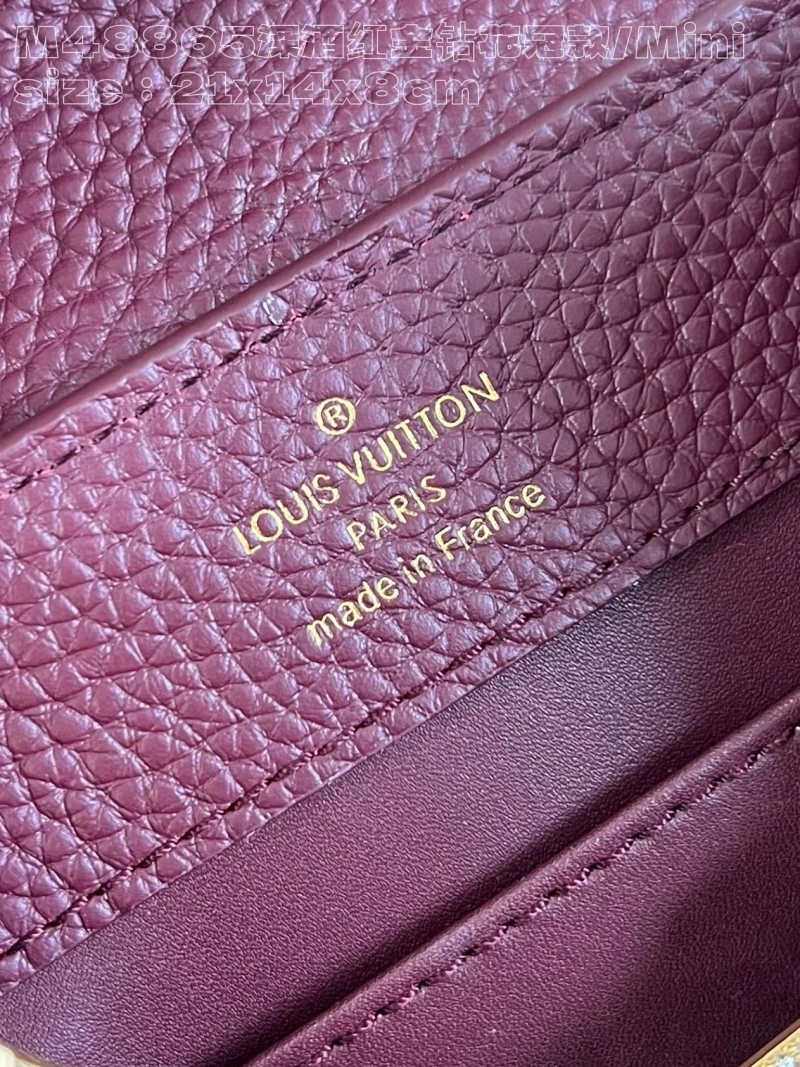 M48865深酒红全钻花冠款/Mini
size：21x14x8cm
®
LOUIS VUITTON
PARIS
made in France